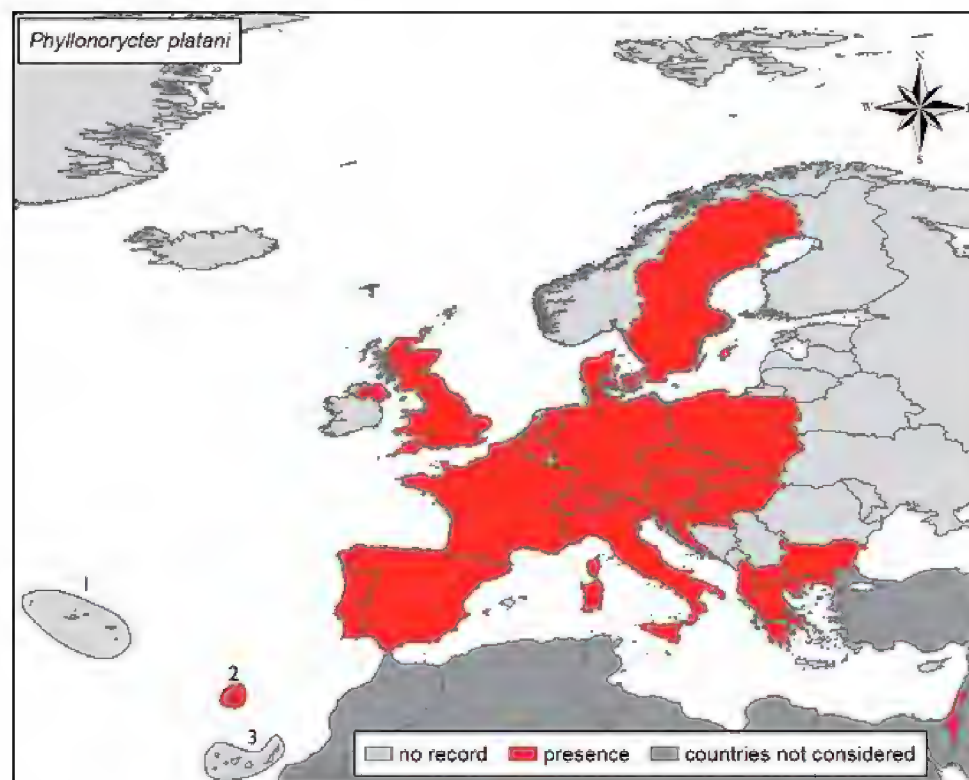 Phyllonorycter platani
N
W
S
1
2
3
no record presence countries not considered